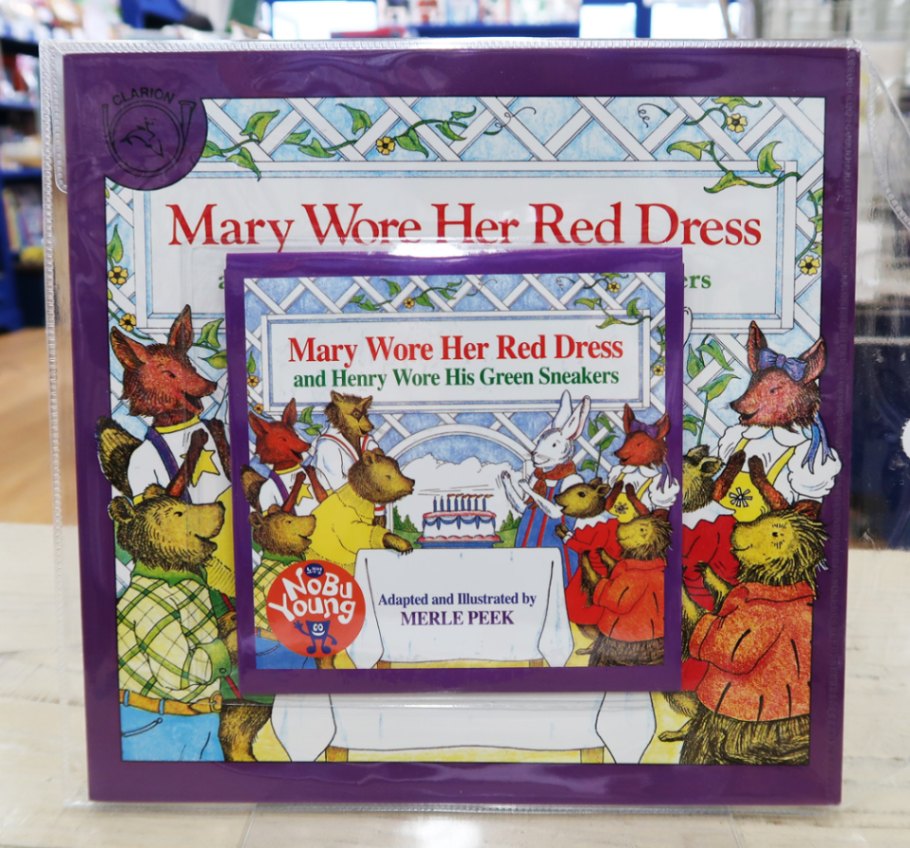 CLARION
Mary Wore Her Red Dress
ers
Mary Wore Her Red Dress
and Henry Wore His Green Sneakers
NoBu
Young
Adapted and Illustrated by
MERLE PEEK